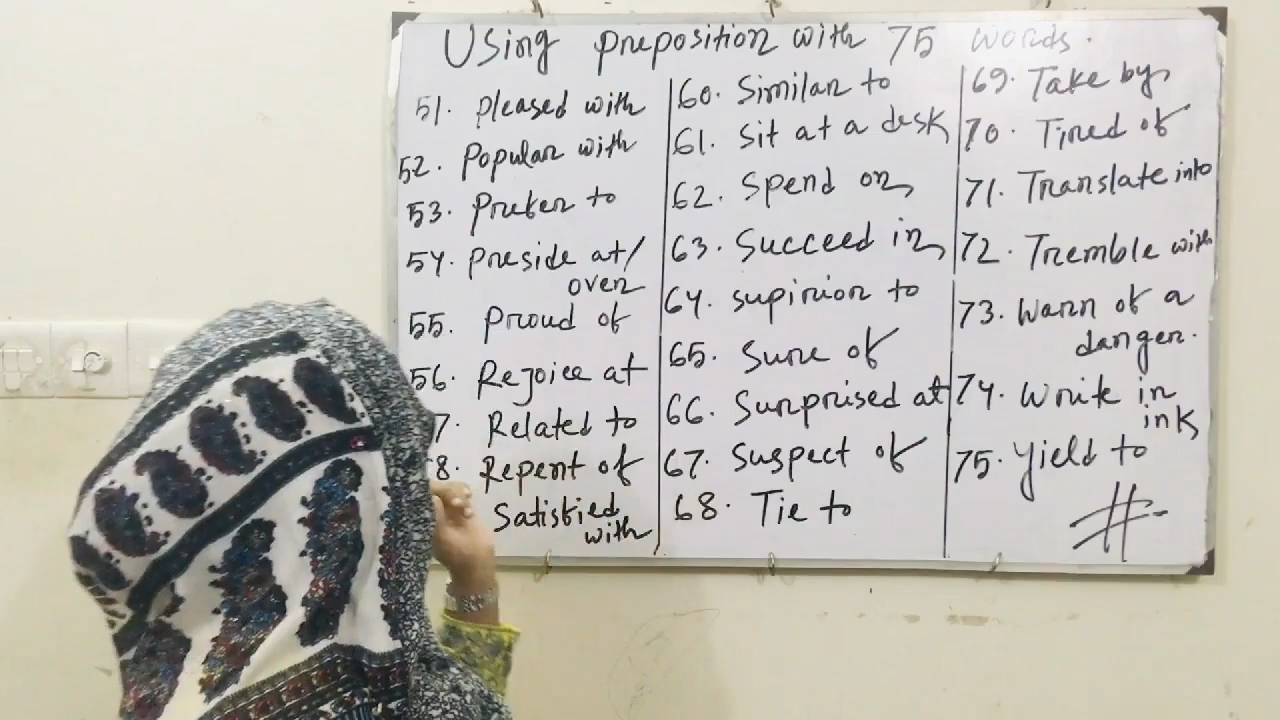 Using preposition with 75 words.
51. Pleased with
52. Popular with
53. Prefer to
54. Preside at/
over
55. Proud of
56. Rejoice at
7. Related to
8. Repent of
Satisfied
with
60. Similar to
61. Sit at a desk
62. Spend on
63. Succeed in
64. supirior to
65. Sure of
66. Surprised at
67. Suspect of
68. Tie to
69. Take by
70. Tired of
71. Translate into
72. Tremble with
73. Warn of a
danger.
74. Write in
ink
75. Yield to